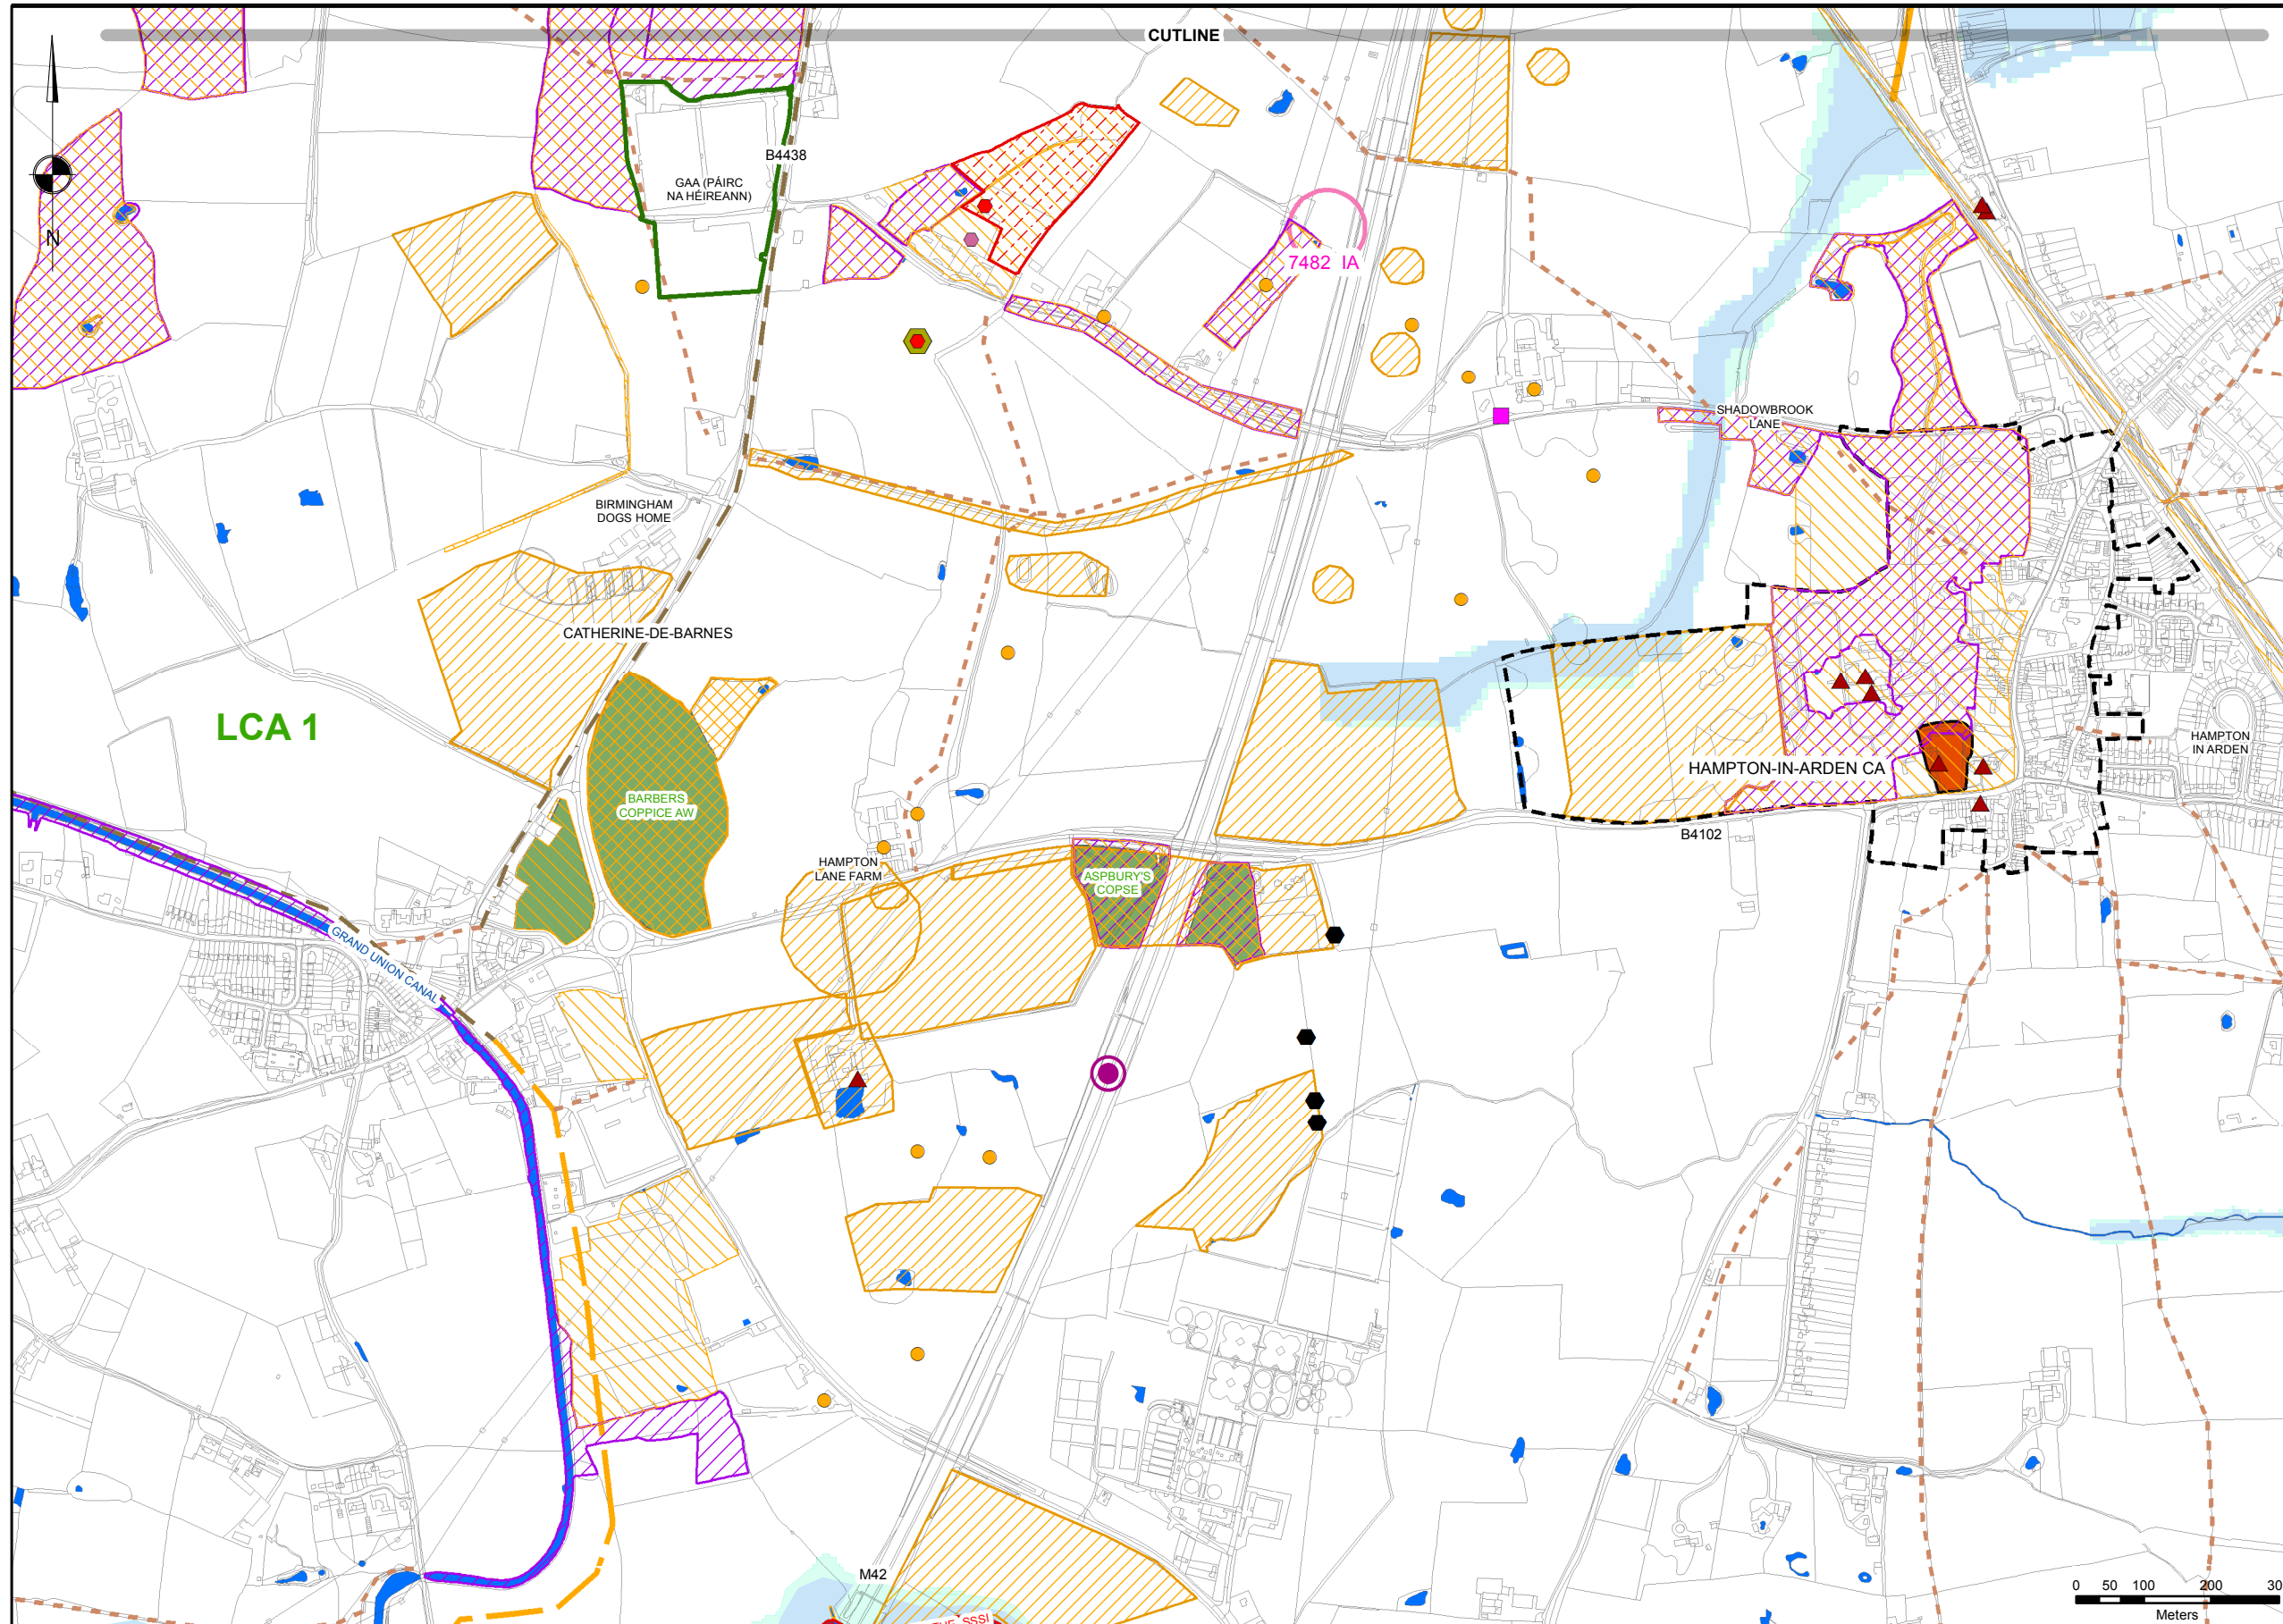 CUTLINE
N
B4438
GAA (PÁIRC
NA HÉIREANN)
7482 IA
SHADOWBROOK
LANE
BIRMINGHAM
DOGS HOME
CATHERINE-DE-BARNES
LCA 1
BARBERS
COPPICE AW
HAMPTON
LANE FARM
ASPBURY'S
COPSE
HAMPTON-IN-ARDEN CA
HAMPTON
IN ARDEN
B4102
GRAND UNION CANAL
M42
SSSI
0 50 100 200 30
Meters